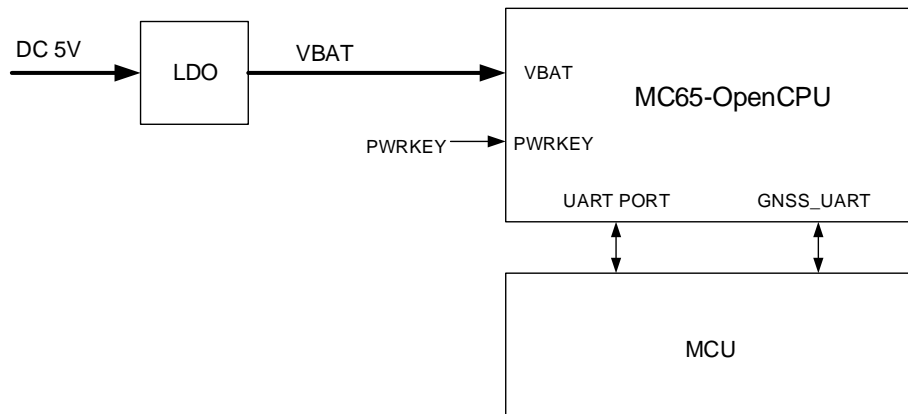 DC 5V
LDO
VBAT
VBAT
MC65-OpenCPU
PWRKEY
PWRKEY
UART PORT
GNSS_UART
MCU